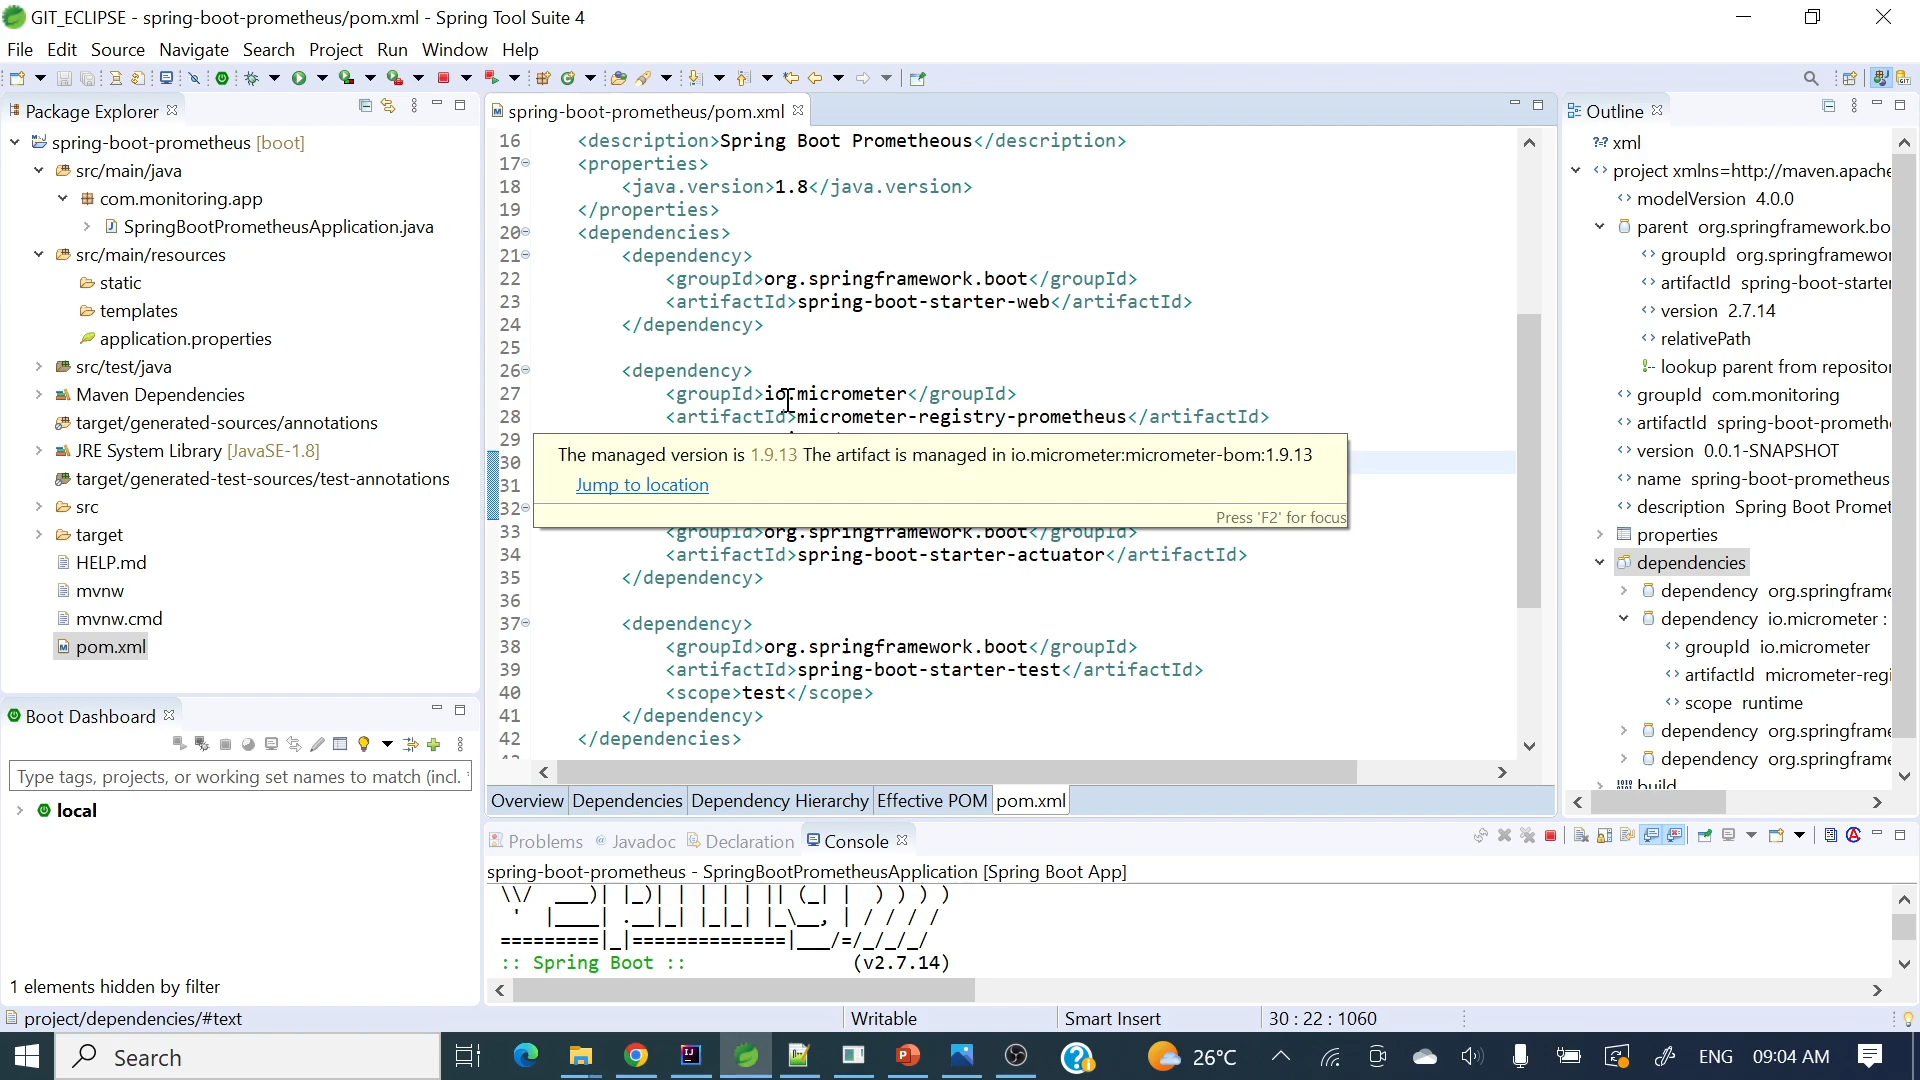 GIT_ECLIPSE - spring-boot-prometheus/pom.xml - Spring Tool Suite 4
File Edit Source Navigate Search Project Run Window Help
Package Explorer
spring-boot-prometheus [boot]
src/main/java
com.monitoring.app
SpringBootPrometheusApplication.java
src/main/resources
static
templates
application.properties
src/test/java
Maven Dependencies
target/generated-sources/annotations
JRE System Library [JavaSE-1.8]
target/generated-test-sources/test-annotations
src
target
HELP.md
mvnw
mvnw.cmd
pom.xml
Boot Dashboard
Type tags, projects, or working set names to match (incl. 
local
1 elements hidden by filter
spring-boot-prometheus/pom.xml
16 <description>Spring Boot Prometheous</description>
17 <properties>
18 <java.version>1.8</java.version>
19 </properties>
20 <dependencies>
21 <dependency>
22 <groupId>org.springframework.boot</groupId>
23 <artifactId>spring-boot-starter-web</artifactId>
24 </dependency>
25
26 <dependency>
27 <groupId>io.micrometer</groupId>
28 <artifactId>micrometer-registry-prometheus</artifactId>
29
30
31
32
The managed version is 1.9.13 The artifact is managed in io.micrometer:micrometer-bom:1.9.13
Jump to location
Press 'F2' for focus
33 <groupId>org.springframework.boot</groupId>
34 <artifactId>spring-boot-starter-actuator</artifactId>
35 </dependency>
36
37 <dependency>
38 <groupId>org.springframework.boot</groupId>
39 <artifactId>spring-boot-starter-test</artifactId>
40 <scope>test</scope>
41 </dependency>
42 </dependencies>
Overview Dependencies Dependency Hierarchy Effective POM pom.xml
Outline
?? xml
project xmlns=http://maven.apache
modelVersion 4.0.0
parent org.springframework.bo
groupId org.springframewor
artifactId spring-boot-starter
version 2.7.14
relativePath
lookup parent from repositor
groupId com.monitoring
artifactId spring-boot-prometh
version 0.0.1-SNAPSHOT
name spring-boot-prometheus
description Spring Boot Promet
properties
dependencies
dependency org.springframe
dependency io.micrometer :
groupId io.micrometer
artifactId micrometer-regi
scope runtime
dependency org.springframe
dependency org.springframe
build
Problems Javadoc Declaration Console
spring-boot-prometheus - SpringBootPrometheusApplication [Spring Boot App]
:: Spring Boot :: (v2.7.14)
project/dependencies/#text Writable Smart Insert 30 : 22 : 1060
Search 26°C ENG 09:04 AM